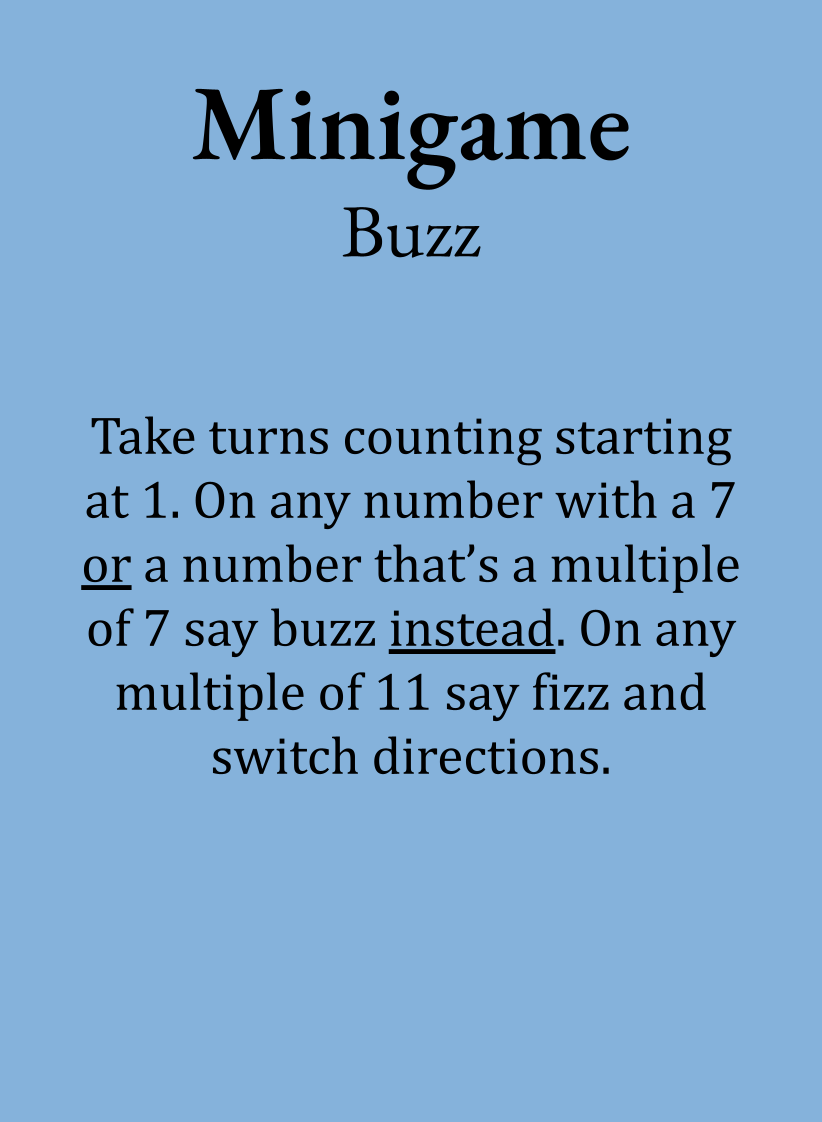 Minigame
Buzz
Take turns counting starting
at 1. On any number with a 7
or a number that’s a multiple
of 7 say buzz instead. On any
multiple of 11 say fizz and
switch directions.